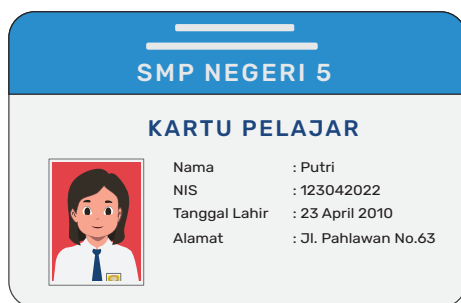 SMP NEGERI 5
KARTU PELAJAR
Nama : Putri
NIS : 123042022
Tanggal Lahir : 23 April 2010
Alamat : Jl. Pahlawan No.63